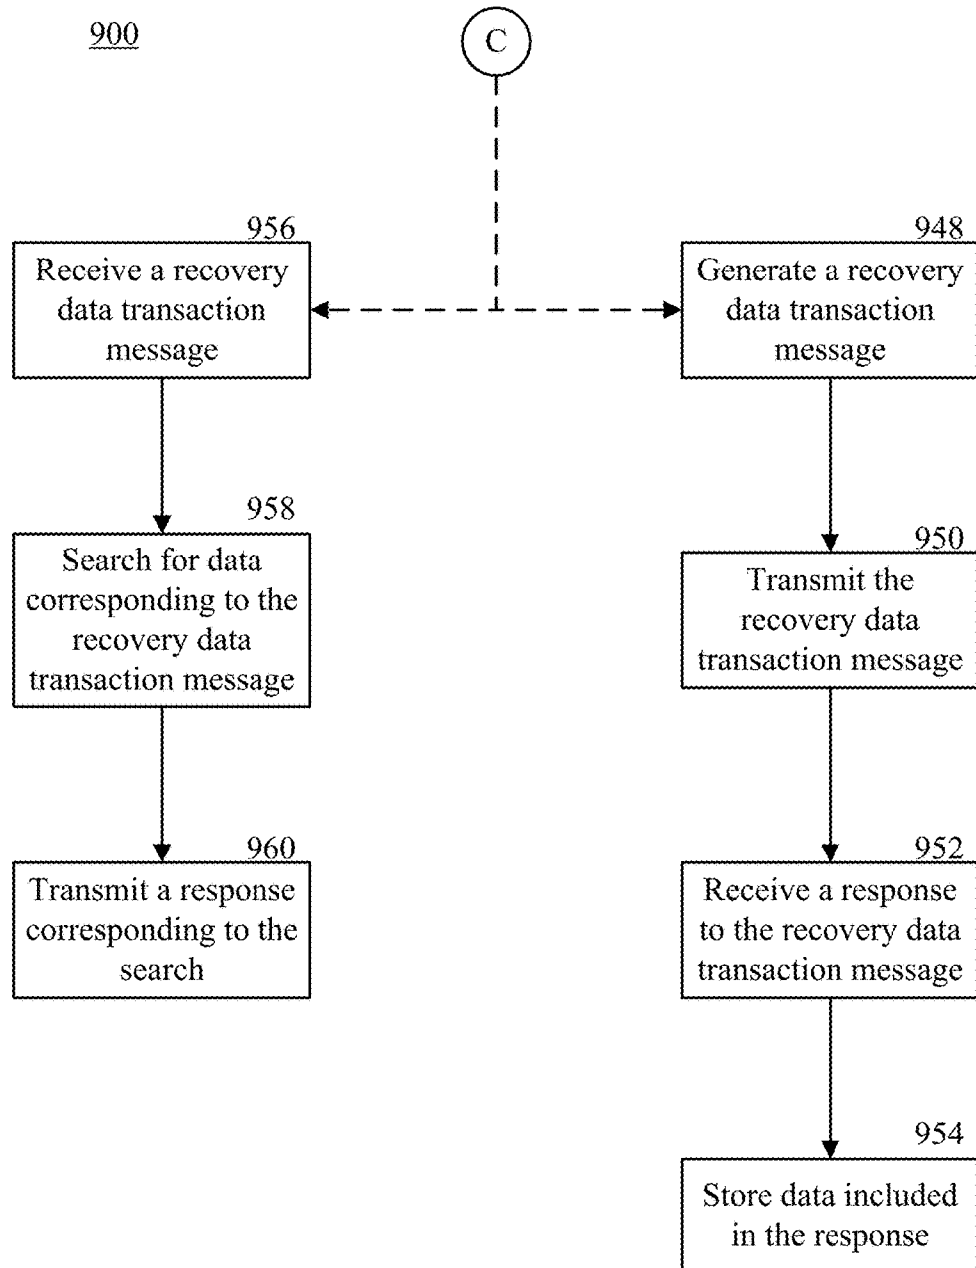 900
C
956
Receive a recovery
data transaction
message
948
Generate a recovery
data transaction
message
958
Search for data
corresponding to the
recovery data
transaction message
950
Transmit the
recovery data
transaction message
960
Transmit a response
corresponding to the
search
952
Receive a response
to the recovery data
transaction message
954
Store data included
in the response